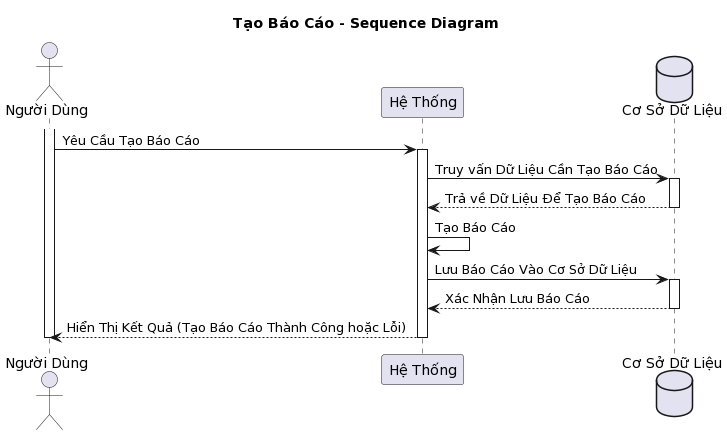 Tạo Báo Cáo - Sequence Diagram
Người Dùng
Hệ Thống
Cơ Sở Dữ Liệu
Yêu Cầu Tạo Báo Cáo
Truy vấn Dữ Liệu Cần Tạo Báo Cáo
Trả về Dữ Liệu Để Tạo Báo Cáo
Tạo Báo Cáo
Lưu Báo Cáo Vào Cơ Sở Dữ Liệu
Xác Nhận Lưu Báo Cáo
Hiển Thị Kết Quả (Tạo Báo Cáo Thành Công hoặc Lỗi)
Người Dùng
Hệ Thống
Cơ Sở Dữ Liệu